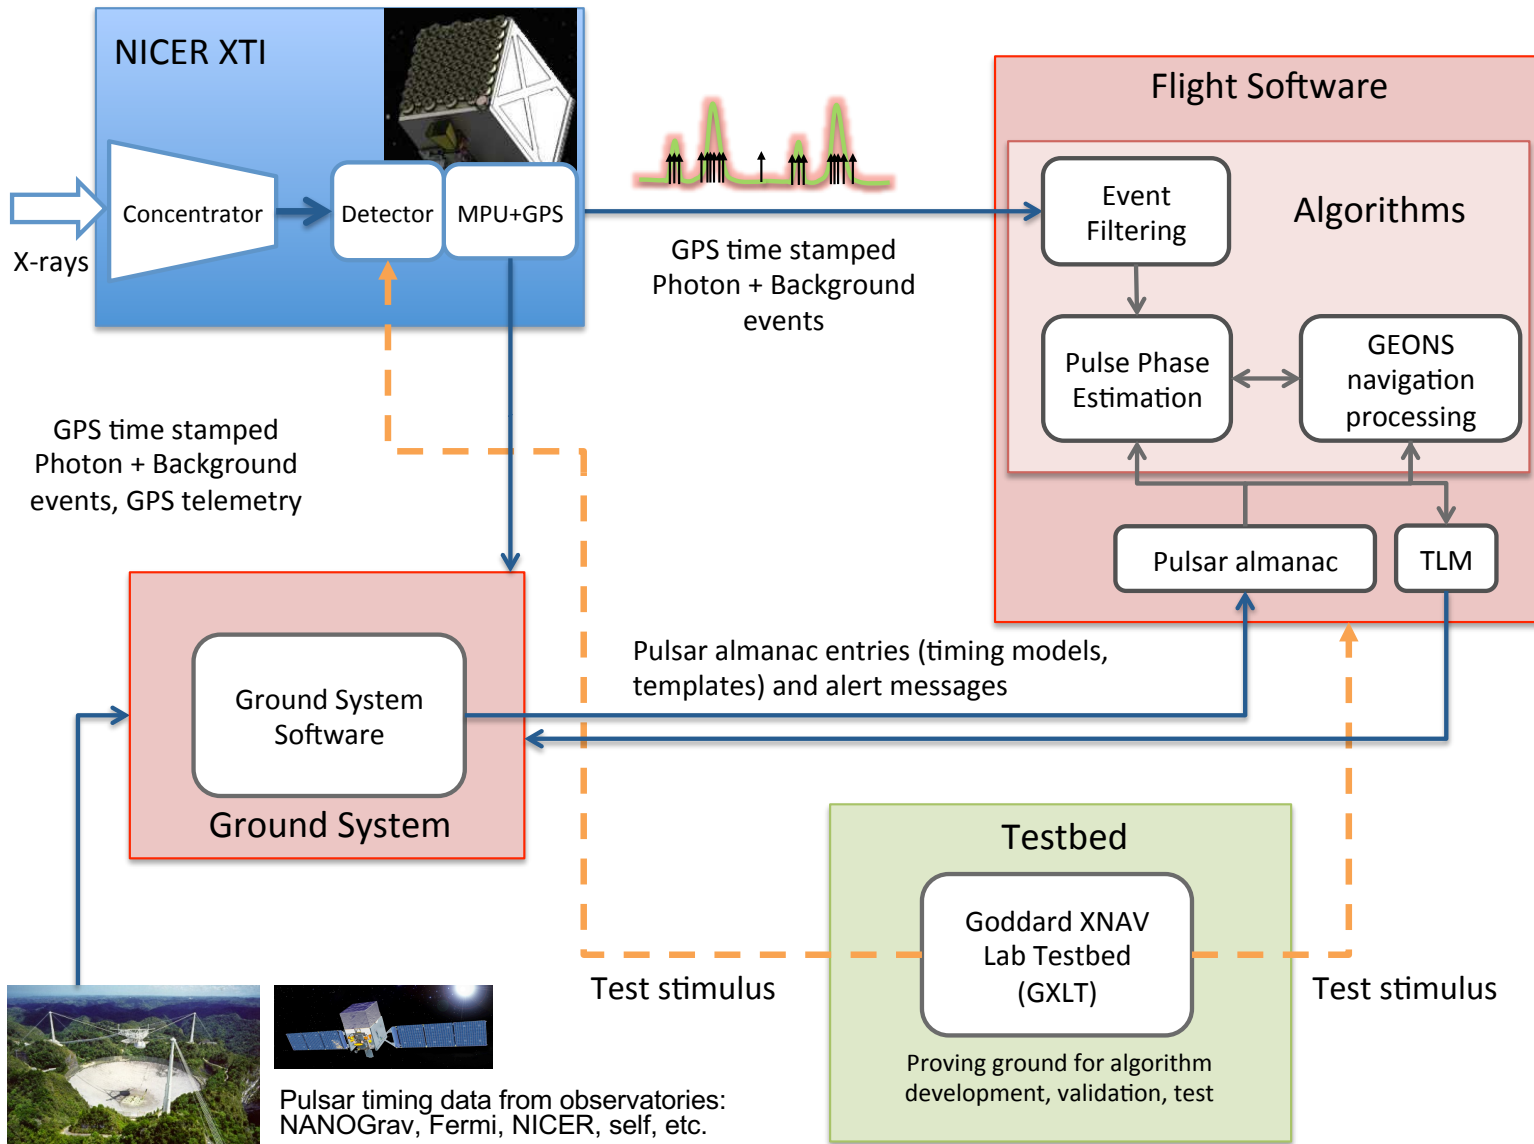 NICER XTI
Concentrator
Detector
MPU+GPS
X-rays
GPS time stamped
Photon + Background
events
Flight Software
Algorithms
Event
Filtering
Pulse Phase
Estimation
GEONS
navigation
processing
Pulsar almanac
TLM
GPS time stamped
Photon + Background
events, GPS telemetry
Ground System
Software
Ground System
Pulsar almanac entries (timing models,
templates) and alert messages
Testbed
Goddard XNAV
Lab Testbed
(GXLT)
Proving ground for algorithm
development, validation, test
Test stimulus
Test stimulus
Pulsar timing data from observatories:
NANOGrav, Fermi, NICER, self, etc.